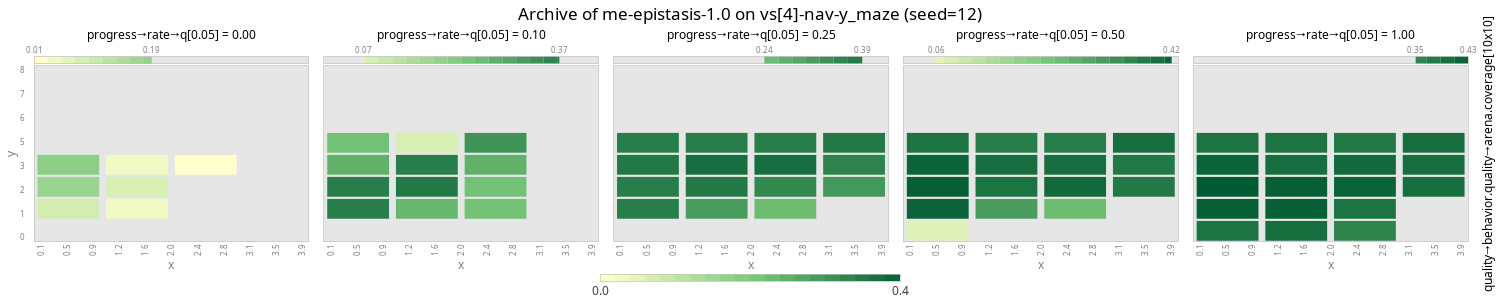 Archive of me-epistasis-1.0 on vs[4]-nav-y_maze (seed=12)
progress→rate→q[0.05] = 0.00
progress→rate→q[0.05] = 0.10
progress→rate→q[0.05] = 0.25
progress→rate→q[0.05] = 0.50
progress→rate→q[0.05] = 1.00
0.01 0.19
0.07 0.37
0.24 0.39
0.06 0.42
0.35 0.43
y
8
7
6
5
3
2
1
0
0.1 0.5 0.9 1.2 1.6 2.0 2.4 2.8 3.1 3.5 3.9
x
0.1 0.5 0.9 1.2 1.6 2.0 2.4 2.8 3.1 3.5 3.9
x
0.1 0.5 0.9 1.2 1.6 2.0 2.4 2.8 3.1 3.5 3.9
x
0.1 0.5 0.9 1.2 1.6 2.0 2.4 2.8 3.1 3.5 3.9
x
0.1 0.5 0.9 1.2 1.6 2.0 2.4 2.8 3.1 3.5 3.9
x
0.0 0.4
quality→behavior.quality→arena.coverage[10x10]